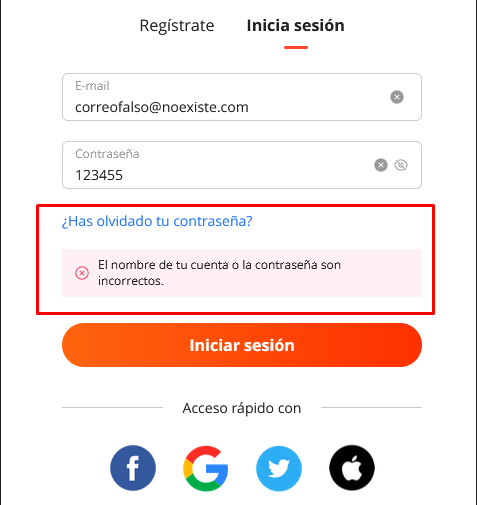 Regístrate Inicia sesión
E-mail
correofalso@noexiste.com
Contraseña
123455
¿Has olvidado tu contraseña?
El nombre de tu cuenta o la contraseña son
incorrectos.
Iniciar sesión
Acceso rápido con